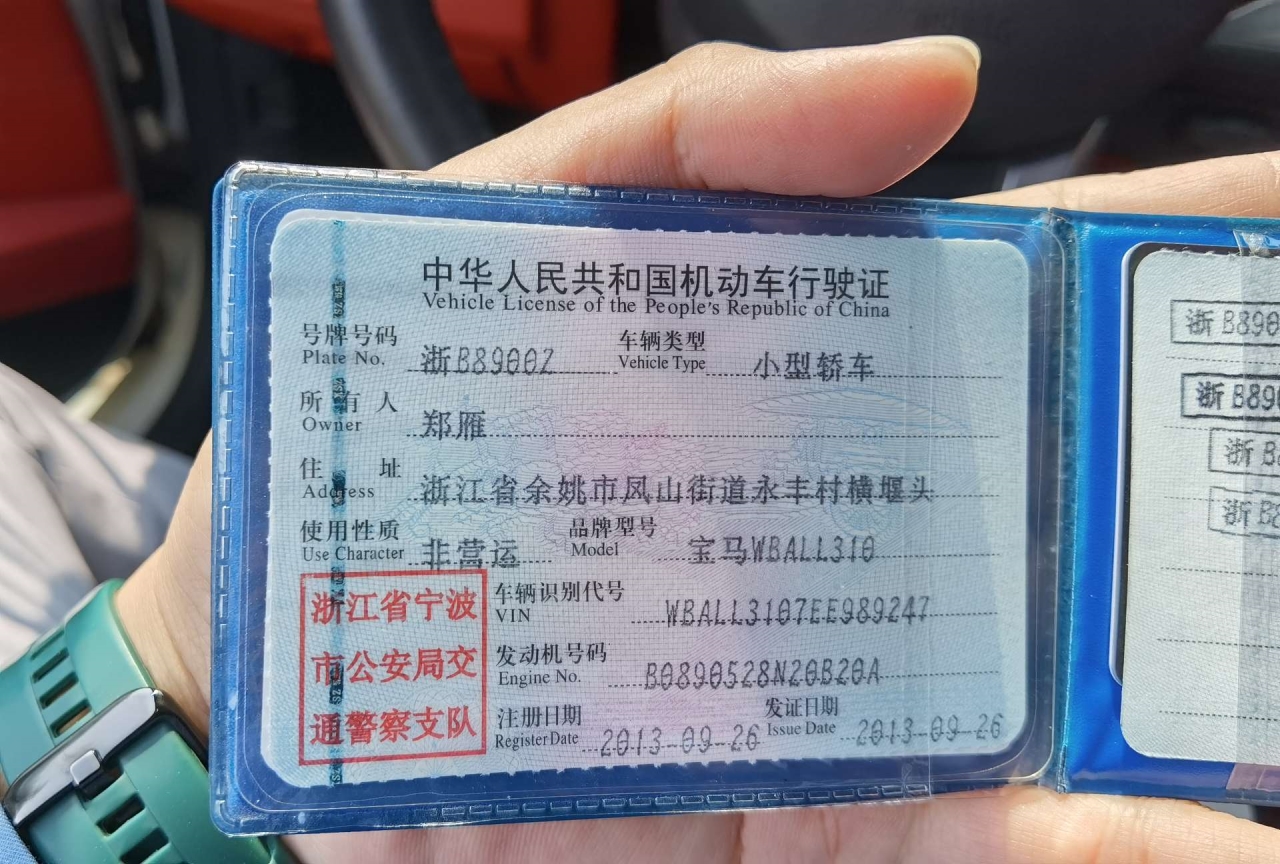 中华人民共和国机动车行驶证
Vehicle License of the People's Republic of China
号牌号码 浙B8900Z 车辆类型 小型轿车
Plate No. Vehicle Type
所有人 郑雁
Owner
住址 浙江省余姚市凤山街道永丰村横堰头
Address
使用性质 非营运 品牌型号 宝马WBALL310
Use Character Model
浙江省宁波
市公安局交
通警察支队
车辆识别代号 WBALL3107EE989247
VIN
发动机号码 B0890528N20B20A
Engine No.
注册日期 2013-09-26 发证日期 2013-09-26
Register Date Issue Date
浙B890
浙B890
浙B
浙B